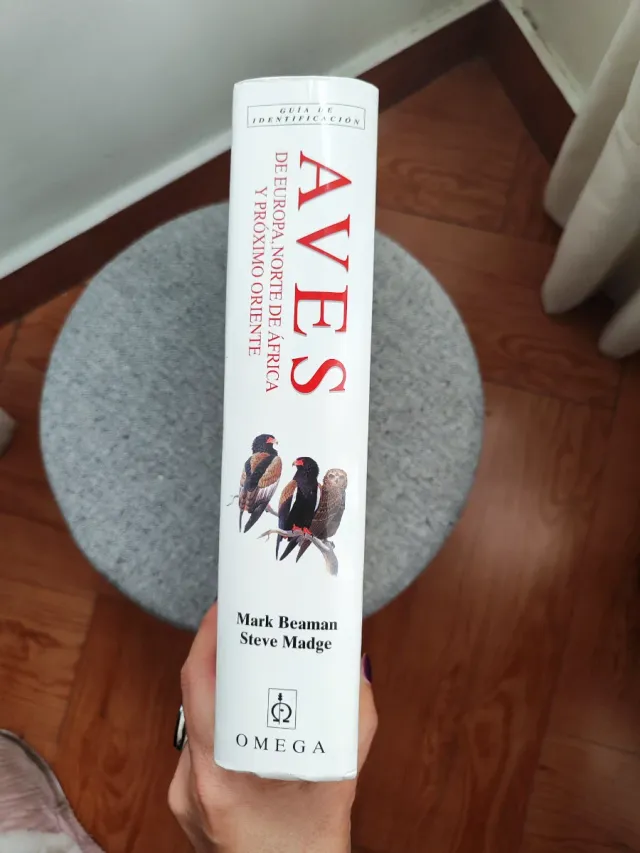 GUÍA DE
IDENTIFICACIÓN
AVES
DE EUROPA, NORTE DE ÁFRICA
Y PRÓXIMO ORIENTE
Mark Beaman
Steve Madge
Ω
OMEGA